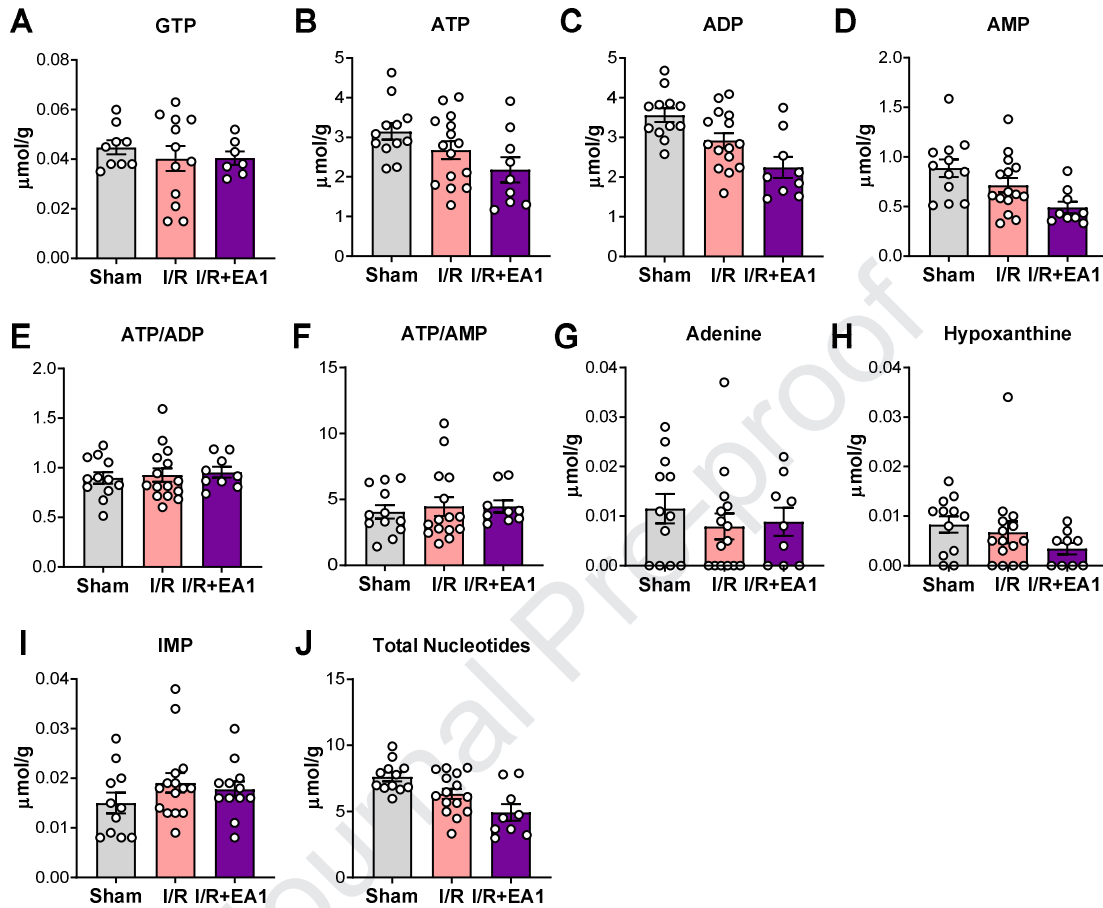 A GTP
μmol/g
0.08
0.06
0.04
0.02
0.00
Sham I/R I/R+EA1
B ATP
μmol/g
5
4
3
2
1
0
Sham I/R I/R+EA1
C ADP
μmol/g
5
4
3
2
1
0
Sham I/R I/R+EA1
D AMP
μmol/g
2.0
1.5
1.0
0.5
0.0
Sham I/R I/R+EA1
E ATP/ADP
2.0
1.5
1.0
0.5
0.0
Sham I/R I/R+EA1
F ATP/AMP
15
10
5
0
Sham I/R I/R+EA1
G Adenine
μmol/g
0.04
0.03
0.02
0.01
0.00
Sham I/R I/R+EA1
H Hypoxanthine
μmol/g
0.04
0.03
0.02
0.01
0.00
Sham I/R I/R+EA1
I IMP
μmol/g
0.04
0.03
0.02
0.01
0.00
Sham I/R I/R+EA1
J Total Nucleotides
μmol/g
15
10
5
0
Sham I/R I/R+EA1
urnal Pre-proof